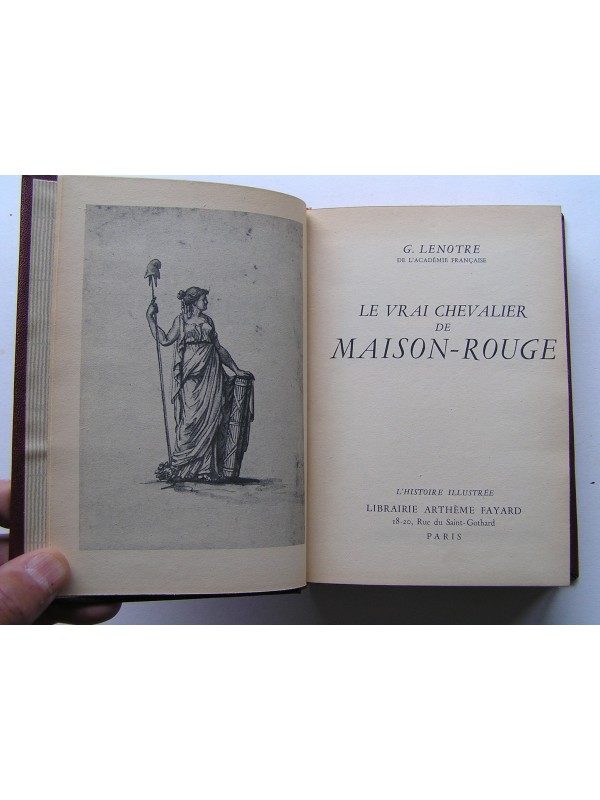 G. LENOTRE
DE L'ACADÉMIE FRANÇAISE
LE VRAI CHEVALIER
DE
MAISON-ROUGE
L'HISTOIRE ILLUSTRÉE
LIBRAIRIE ARTHÈME FAYARD
18-20, Rue du Saint-Gothard
PARIS